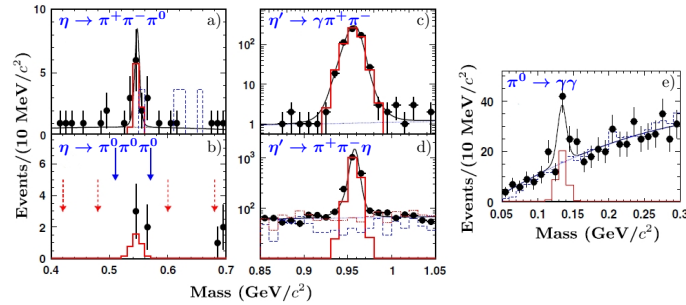 η → π⁺π⁻π⁰
a)
10
5
0
η → π⁰π⁰π⁰
b)
6
4
2
0
0.4 0.5 0.6 0.7
Events/(10 MeV/c²)
η′ → γπ⁺π⁻
c)
10²
10
1
η′ → π⁺π⁻η
d)
10³
10²
0.85 0.9 0.95 1 1.05
Mass (GeV/c²)
π⁰ → γγ
e)
40
20
0
0.05 0.1 0.15 0.2 0.25 0.3
Events/(10 MeV/c²)
Mass (GeV/c²)